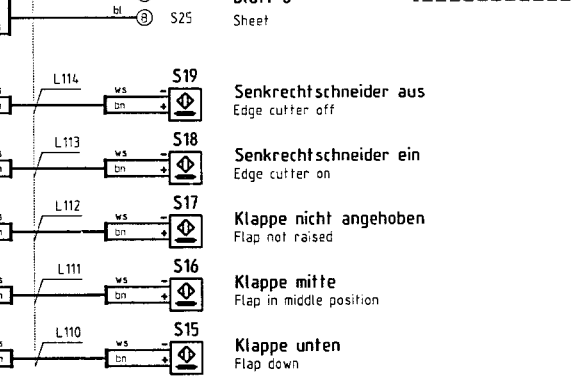 bl
8 S25 Sheet
L114 ws - S19 Senkrechtschneider aus
bn + Edge cutter off
L113 ws - S18 Senkrechtschneider ein
bn + Edge cutter on
L112 ws - S17 Klappe nicht angehoben
bn + Flap not raised
L111 ws - S16 Klappe mitte
bn + Flap in middle position
L110 ws - S15 Klappe unten
bn + Flap down